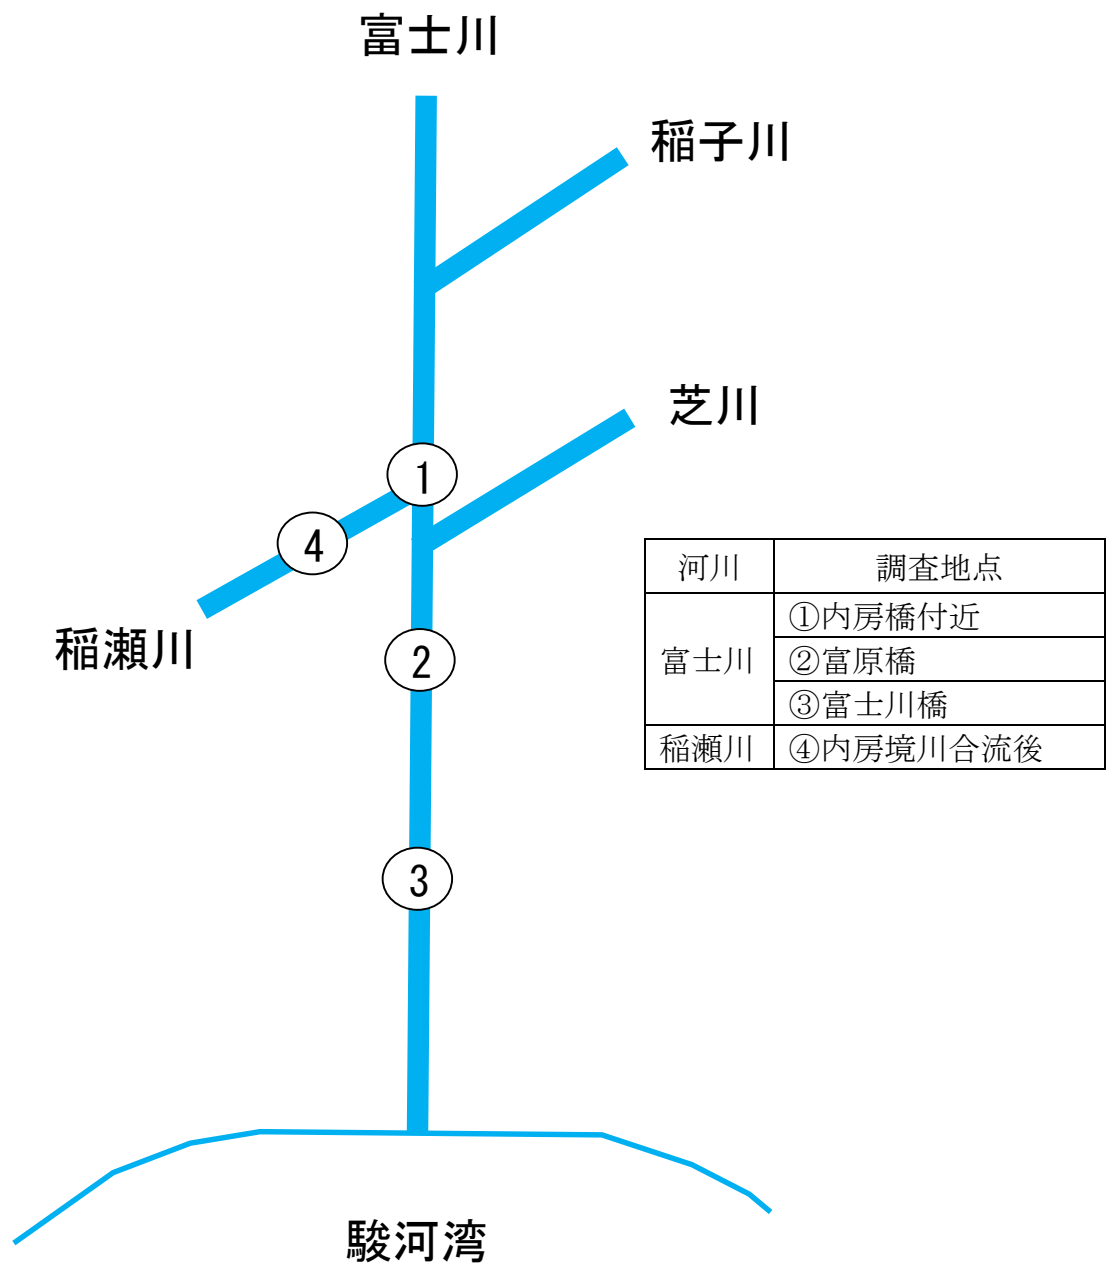 富士川
稲子川
芝川
1
4
稲瀬川
2
3
駿河湾
河川 調査地点
富士川 ①内房橋付近
②富原橋
③富士川橋
稲瀬川 ④内房境川合流後